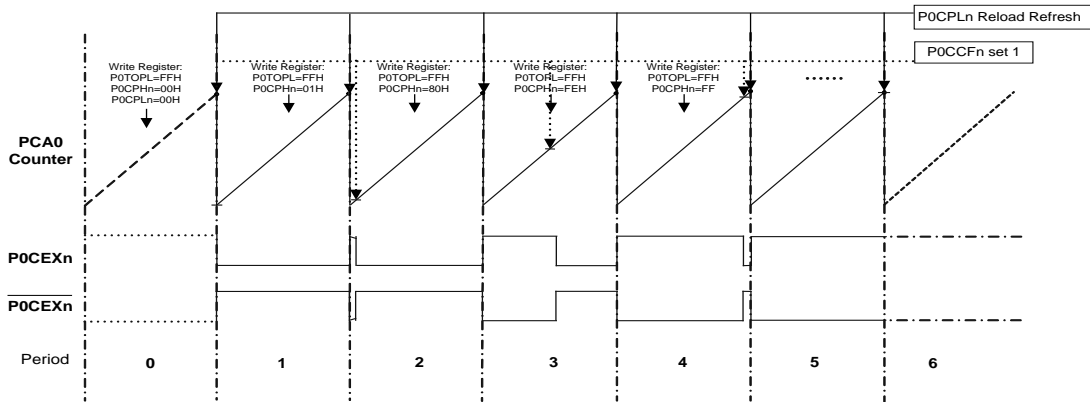 P0CPLn Reload Refresh
P0CCFn set 1
Write Register:
P0TOPL=FFH
P0CPHn=00H
P0CPLn=00H
Write Register:
P0TOPL=FFH
P0CPHn=01H
Write Register:
P0TOPL=FFH
P0CPHn=80H
Write Register:
P0TOPL=FFH
P0CPHn=FEH
Write Register:
P0TOPL=FFH
P0CPHn=FF
PCA0
Counter
P0CEXn
P0CEXn
Period 0 1 2 3 4 5 6